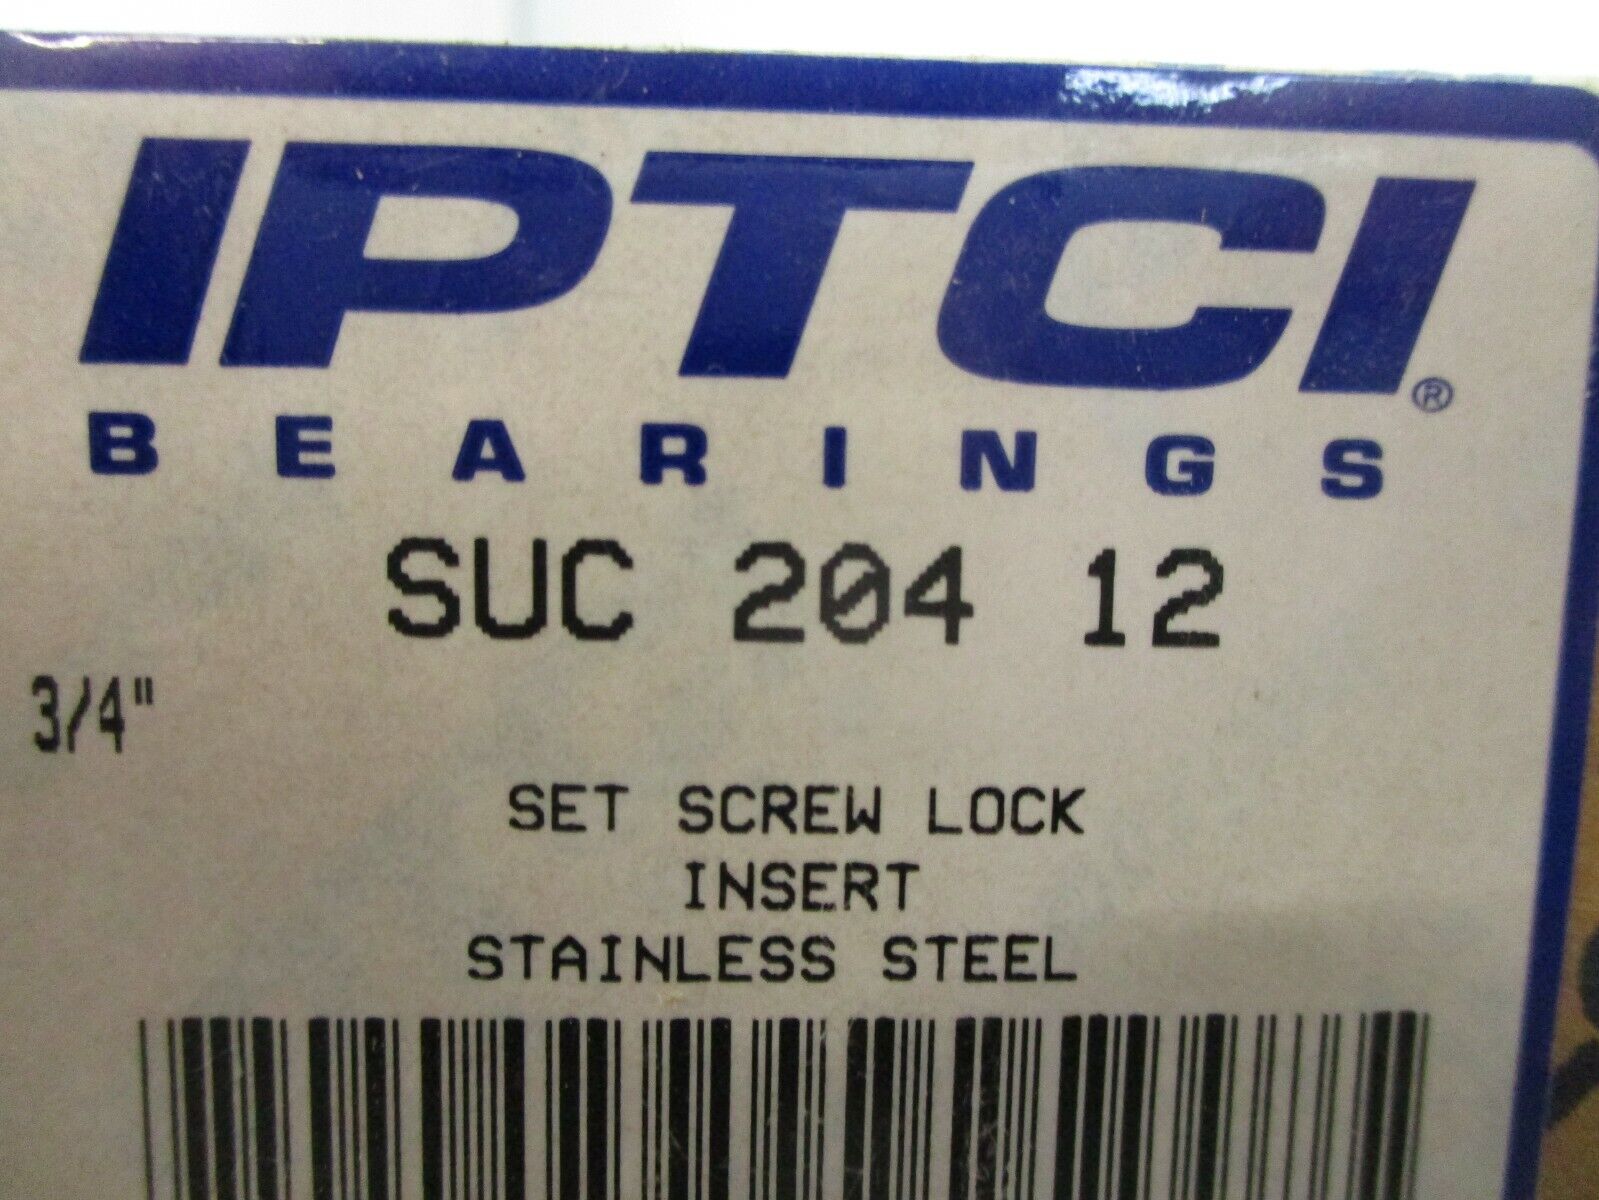 IPTCI®
BEARINGS
SUC 204 12
3/4"
SET SCREW LOCK
INSERT
STAINLESS STEEL